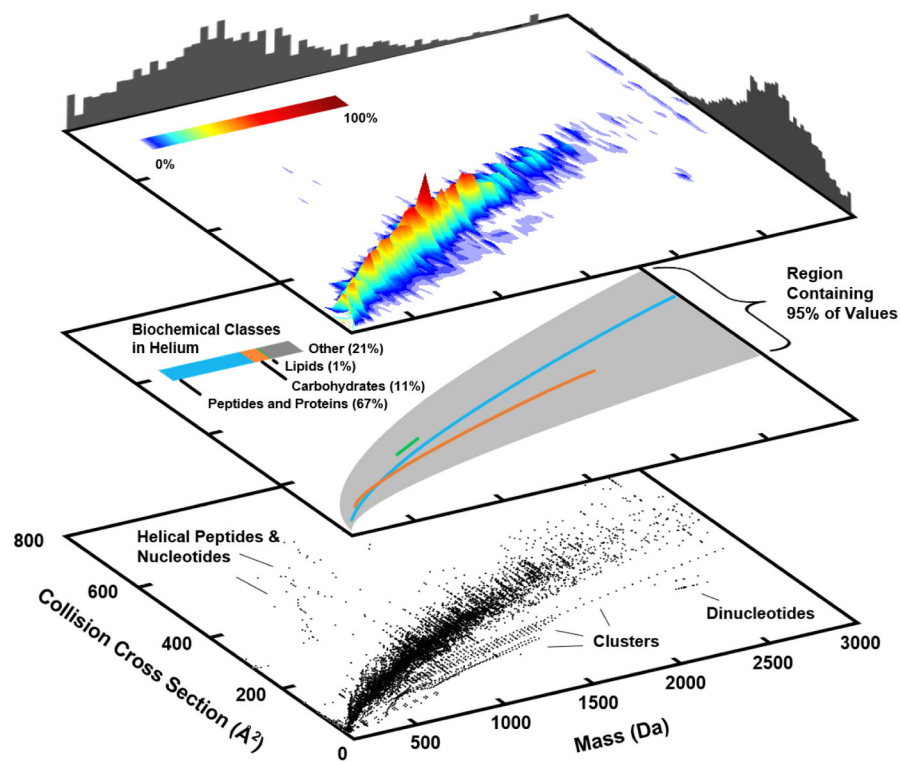 100%
0%
Biochemical Classes
in Helium
Other (21%)
Lipids (1%)
Carbohydrates (11%)
Peptides and Proteins (67%)
Region
Containing
95% of Values
Helical Peptides &
Nucleotides
Dinucleotides
Clusters
800
600
400
200
0
500
1000
1500
2000
2500
3000
Collision Cross Section (Å²)
Mass (Da)